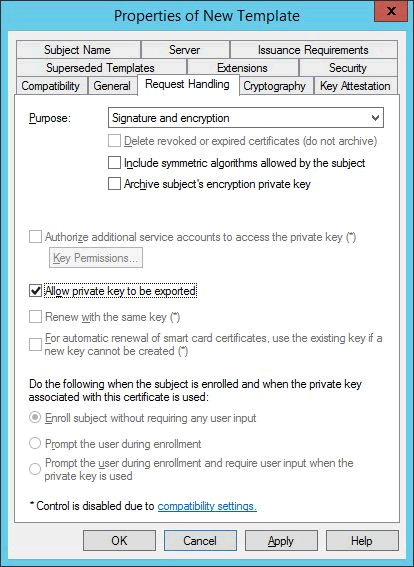 Properties of New Template
x
Subject Name Server Issuance Requirements
Superseded Templates Extensions Security
Compatibility General Request Handling Cryptography Key Attestation
Purpose: Signature and encryption
Delete revoked or expired certificates (do not archive)
Include symmetric algorithms allowed by the subject
Archive subject's encryption private key
Authorize additional service accounts to access the private key (*)
Key Permissions...
Allow private key to be exported
Renew with the same key (*)
For automatic renewal of smart card certificates, use the existing key if a
new key cannot be created (*)
Do the following when the subject is enrolled and when the private key
associated with this certificate is used:
Enroll subject without requiring any user input
Prompt the user during enrollment
Prompt the user during enrollment and require user input when the
private key is used
* Control is disabled due to compatibility settings.
OK Cancel Apply Help